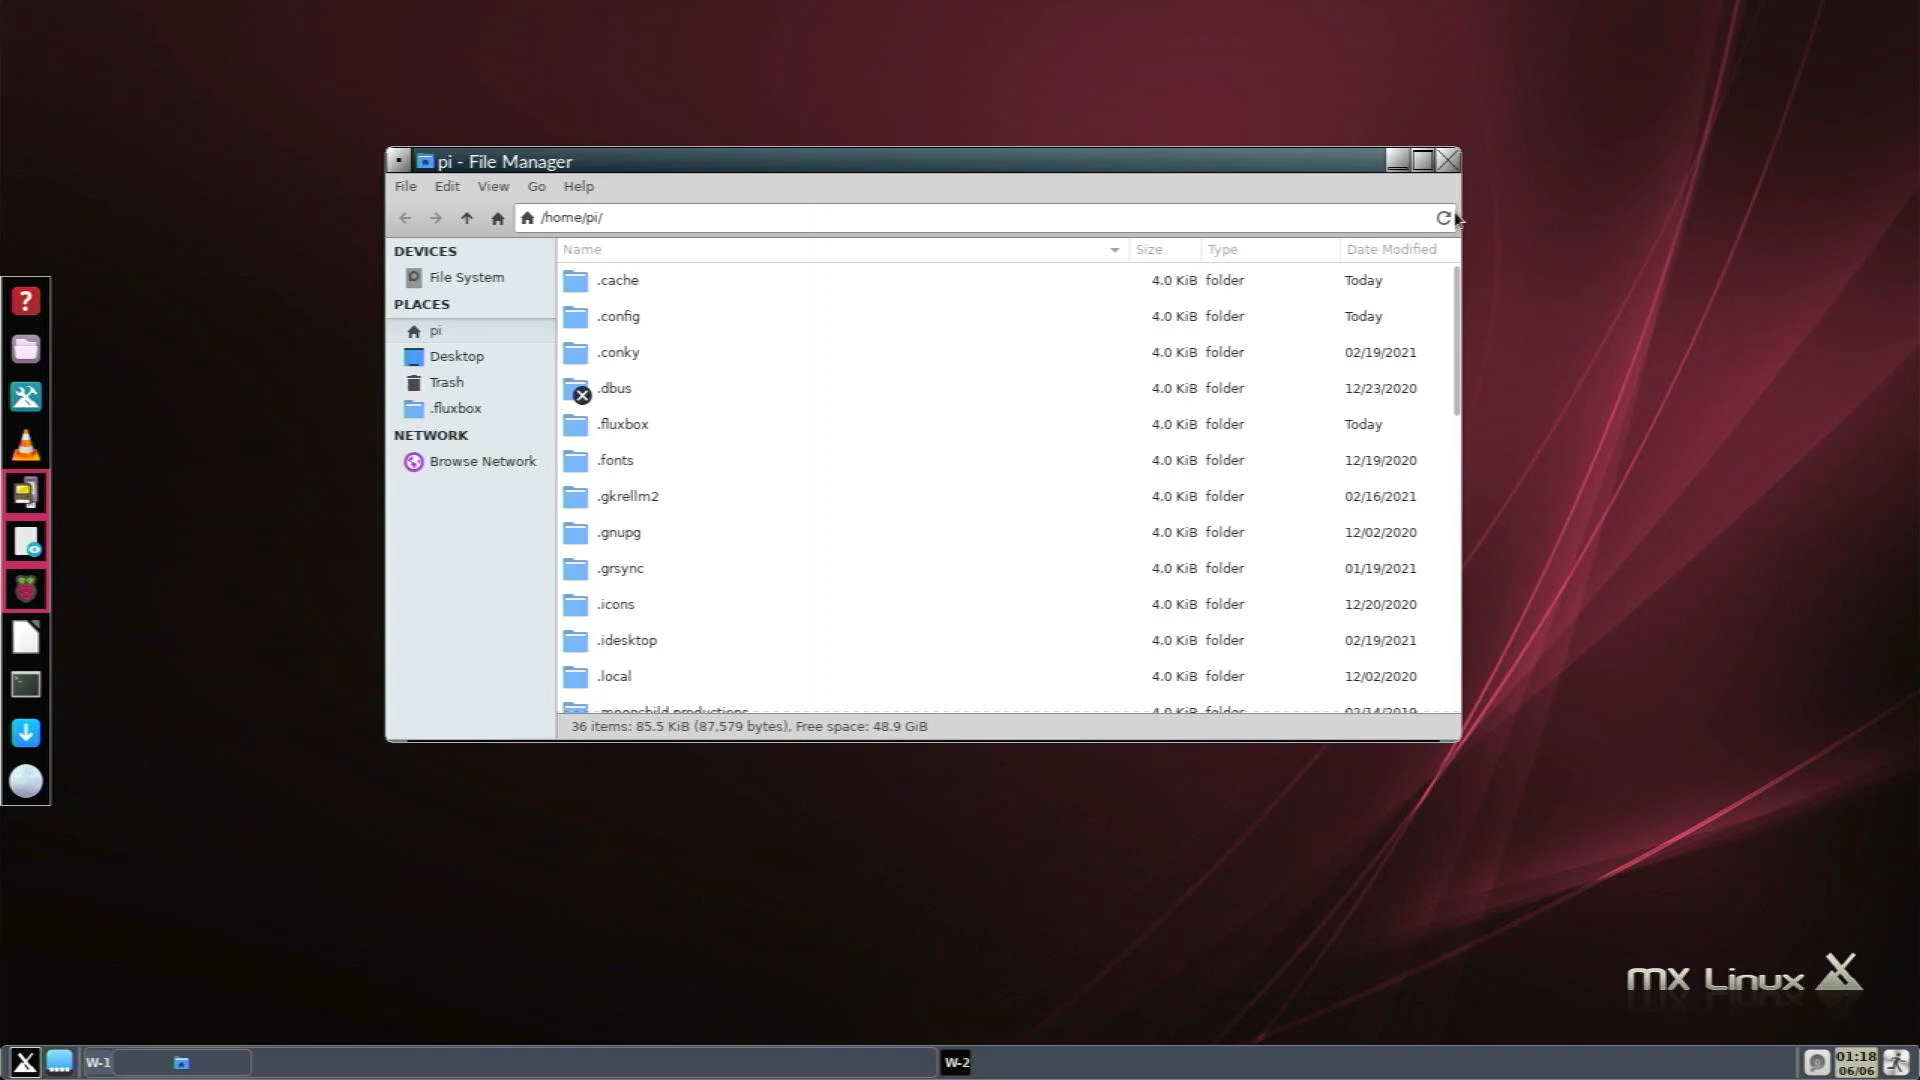 pi - File Manager
File Edit View Go Help
/home/pi/
DEVICES
File System
PLACES
pi
Desktop
Trash
.fluxbox
NETWORK
Browse Network
Name Size Type Date Modified
.cache 4.0 KiB folder Today
.config 4.0 KiB folder Today
.conky 4.0 KiB folder 02/19/2021
.dbus 4.0 KiB folder 12/23/2020
.fluxbox 4.0 KiB folder Today
.fonts 4.0 KiB folder 12/19/2020
.gkrellm2 4.0 KiB folder 02/16/2021
.gnupg 4.0 KiB folder 12/02/2020
.grsync 4.0 KiB folder 01/19/2021
.icons 4.0 KiB folder 12/20/2020
.idesktop 4.0 KiB folder 02/19/2021
.local 4.0 KiB folder 12/02/2020
.moonchild productions 4.0 KiB folder 02/14/2019
36 items: 85.5 KiB (87,579 bytes), Free space: 48.9 GiB
MX Linux
W-1
W-2
01:18
06/06